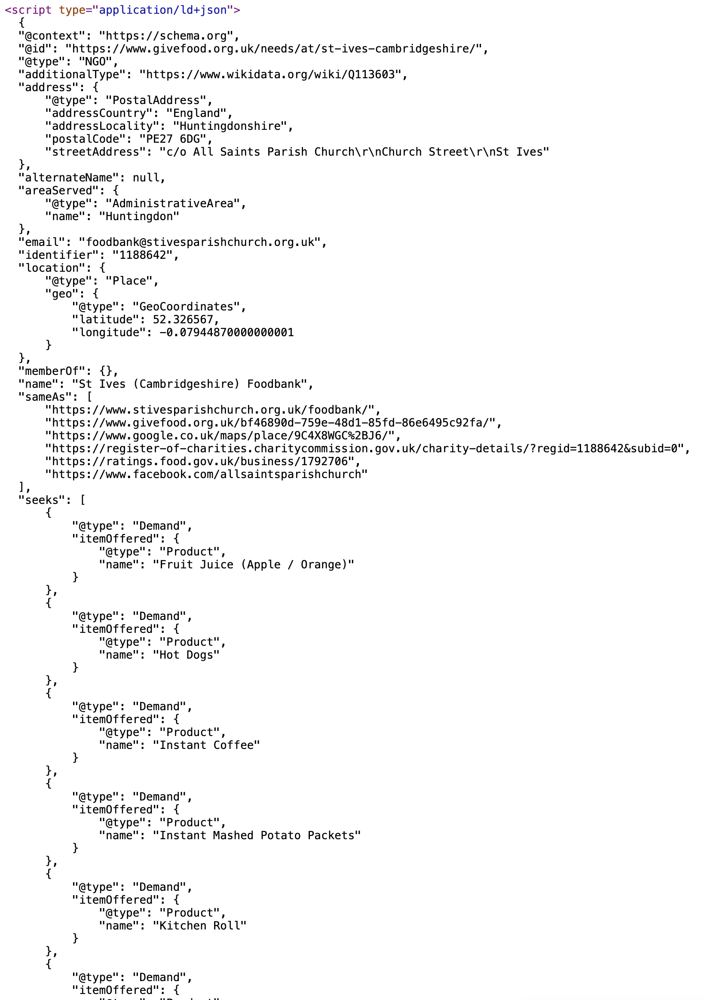 <script type="application/ld+json">
  {
  "@context": "https://schema.org",
  "@id": "https://www.givefood.org.uk/needs/at/st-ives-cambridgeshire/",
  "@type": "NGO",
  "additionalType": "https://www.wikidata.org/wiki/Q113603",
  "address": {
      "@type": "PostalAddress",
      "addressCountry": "England",
      "addressLocality": "Huntingdonshire",
      "postalCode": "PE27 6DG",
      "streetAddress": "c/o All Saints Parish Church\r\nChurch Street\r\nSt Ives"
  },
  "alternateName": null,
  "areaServed": {
      "@type": "AdministrativeArea",
      "name": "Huntingdon"
  },
  "email": "foodbank@stivesparishchurch.org.uk",
  "identifier": "1188642",
  "location": {
      "@type": "Place",
      "geo": {
          "@type": "GeoCoordinates",
          "latitude": 52.326567,
          "longitude": -0.07944870000000001
      }
  },
  "memberOf": {},
  "name": "St Ives (Cambridgeshire) Foodbank",
  "sameAs": [
      "https://www.stivesparishchurch.org.uk/foodbank/",
      "https://www.givefood.org.uk/bf46890d-759e-48d1-85fd-86e6495c92fa/",
      "https://www.google.co.uk/maps/place/9C4X8WGC%2BJ6/",
      "https://register-of-charities.charitycommission.gov.uk/charity-details/?regid=1188642&subid=0",
      "https://ratings.food.gov.uk/business/1792706",
      "https://www.facebook.com/allsaintsparishchurch"
  ],
  "seeks": [
      {
          "@type": "Demand",
          "itemOffered": {
              "@type": "Product",
              "name": "Fruit Juice (Apple / Orange)"
          }
      },
      {
          "@type": "Demand",
          "itemOffered": {
              "@type": "Product",
              "name": "Hot Dogs"
          }
      },
      {
          "@type": "Demand",
          "itemOffered": {
              "@type": "Product",
              "name": "Instant Coffee"
          }
      },
      {
          "@type": "Demand",
          "itemOffered": {
              "@type": "Product",
              "name": "Instant Mashed Potato Packets"
          }
      },
      {
          "@type": "Demand",
          "itemOffered": {
              "@type": "Product",
              "name": "Kitchen Roll"
          }
      },
      {
          "@type": "Demand",
          "itemOffered": {